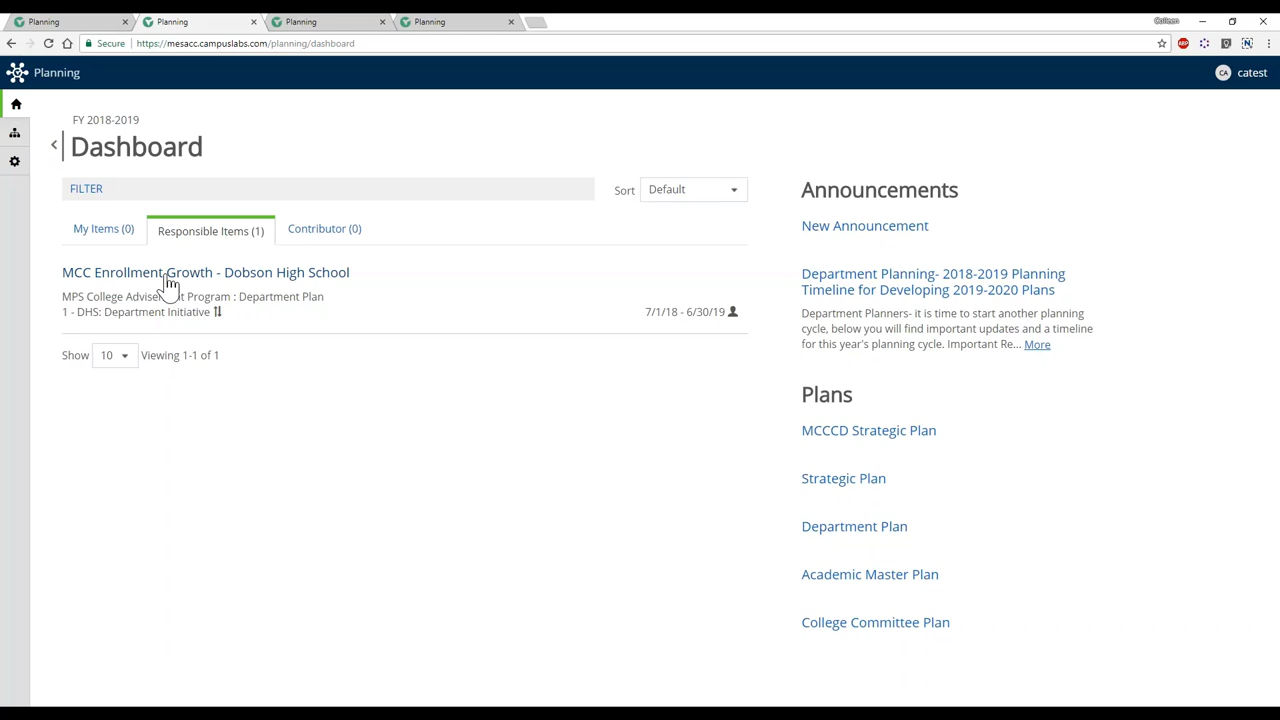 Planning
Planning
Planning
Planning
Colleen
Secure
https://mesacc.campuslabs.com/planning/dashboard
ABP
N
Planning
CA
catest
FY 2018-2019
Dashboard
FILTER
Sort
Default
My Items (0)
Responsible Items (1)
Contributor (0)
MCC Enrollment Growth - Dobson High School
MPS College Program : Department Plan
1 - DHS: Department Initiative
7/1/18 - 6/30/19
Show 10 Viewing 1-1 of 1
Announcements
New Announcement
Department Planning- 2018-2019 Planning
Timeline for Developing 2019-2020 Plans
Department Planners- it is time to start another planning
cycle, below you will find important updates and a timeline
for this year's planning cycle. Important Re... More
Plans
MCCCD Strategic Plan
Strategic Plan
Department Plan
Academic Master Plan
College Committee Plan